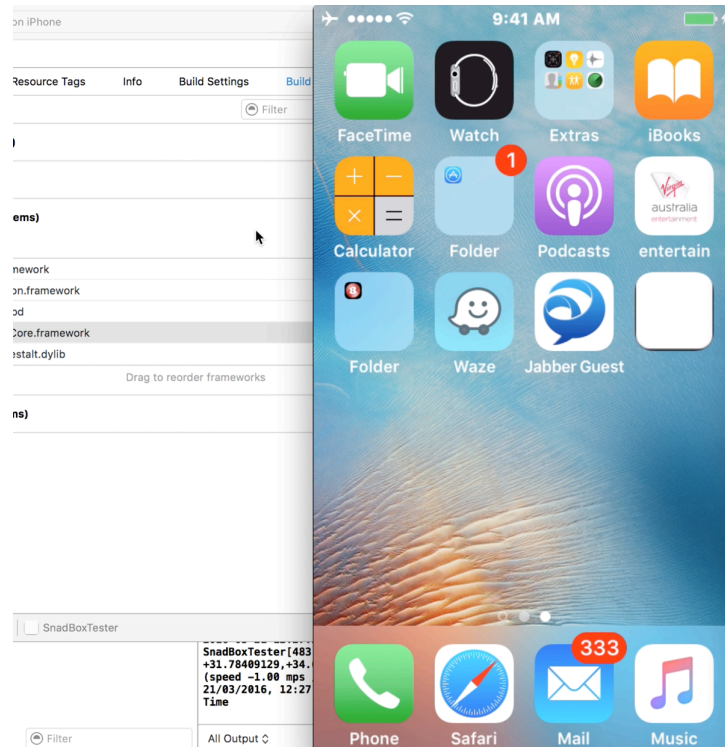 on iPhone
Resource Tags
Info
Build Settings
Build
Filter
)
ems)
mework
on.framework
od
Core.framework
estalt.dylib
Drag to reorder frameworks
ms)
SnadBoxTester
SnadBoxTester[483
+31.78409129,+34.
(speed -1.00 mps
21/03/2016, 12:27
Time
Filter
All Output
9:41 AM
FaceTime
Watch
Extras
iBooks
1
Virgin
australia
entertainment
Calculator
Folder
Podcasts
entertain
Folder
Waze
Jabber Guest
333
Phone
Safari
Mail
Music